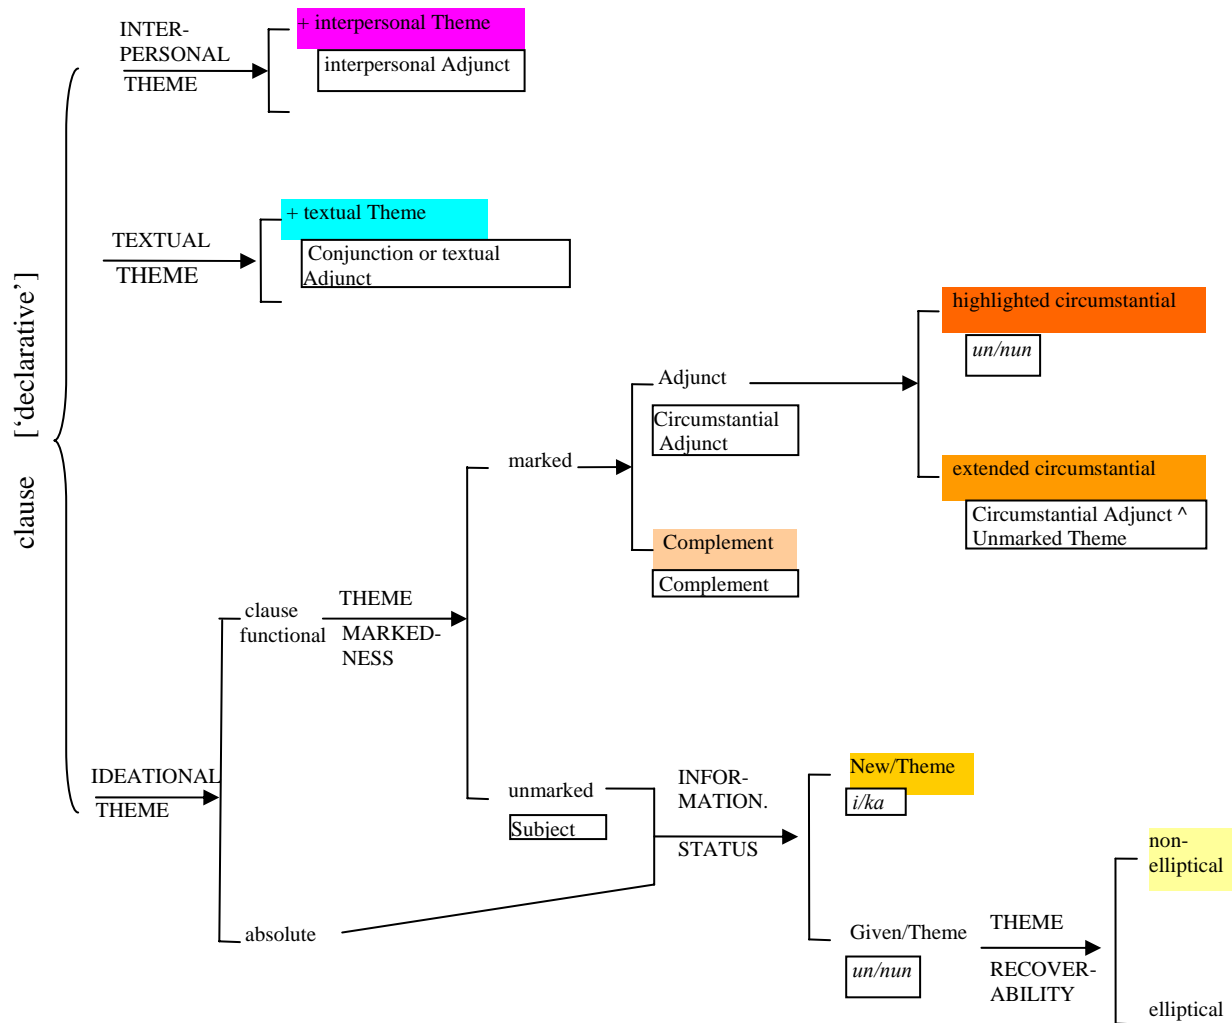 INTER-
PERSONAL
THEME
+ interpersonal Theme
interpersonal Adjunct
TEXTUAL
THEME
+ textual Theme
Conjunction or textual
Adjunct
clause ['declarative']
IDEATIONAL
THEME
clause
functional
absolute
THEME
MARKED-
NESS
marked
unmarked
Subject
Adjunct
Circumstantial
Adjunct
Complement
Complement
highlighted circumstantial
un/nun
extended circumstantial
Circumstantial Adjunct ^
Unmarked Theme
INFOR-
MATION.
STATUS
New/Theme
i/ka
Given/Theme
un/nun
THEME
RECOVER-
ABILITY
non-
elliptical
elliptical